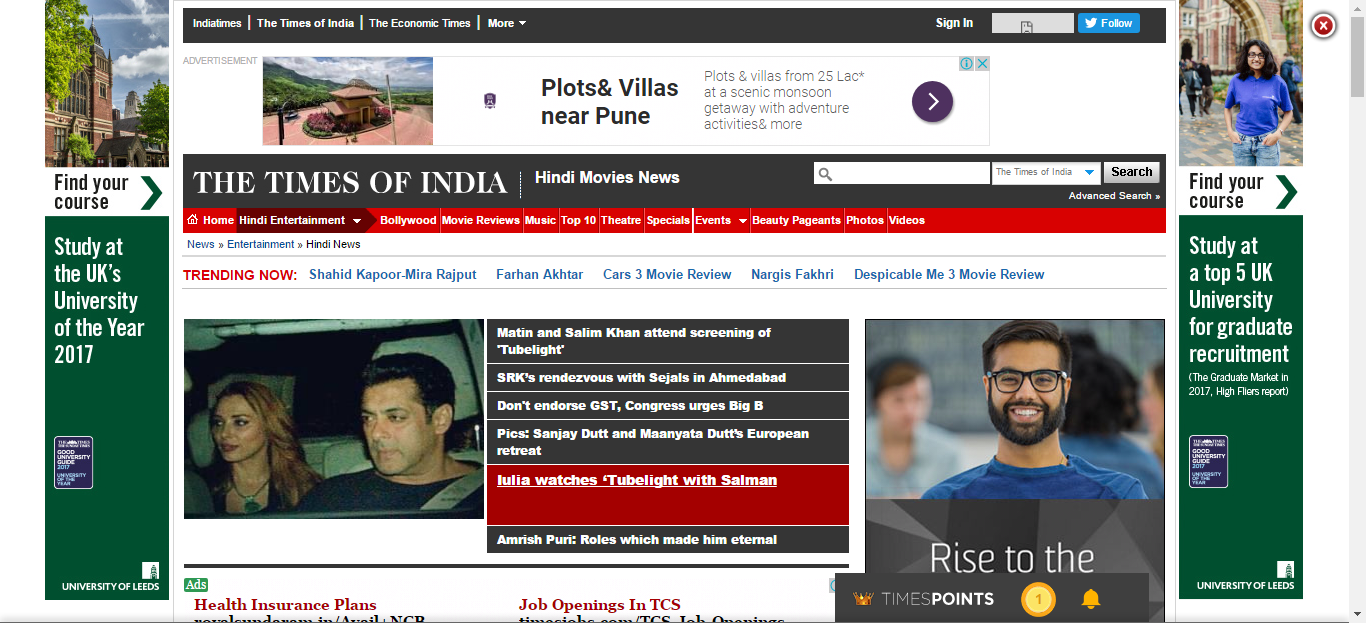 Indiatimes | The Times of India | The Economic Times | More
Sign In
Follow
ADVERTISEMENT
Plots& Villas
near Pune
Plots & villas from 25 Lac*
at a scenic monsoon
getaway with adventure
activities& more
THE TIMES OF INDIA
Hindi Movies News
The Times of India
Search
Advanced Search »
Home Hindi Entertainment Bollywood Movie Reviews Music Top 10 Theatre Specials Events Beauty Pageants Photos Videos
News » Entertainment » Hindi News
TRENDING NOW: Shahid Kapoor-Mira Rajput Farhan Akhtar Cars 3 Movie Review Nargis Fakhri Despicable Me 3 Movie Review
Matin and Salim Khan attend screening of
'Tubelight'
SRK's rendezvous with Sejals in Ahmedabad
Don't endorse GST, Congress urges Big B
Pics: Sanjay Dutt and Maanyata Dutt's European
retreat
Iulia watches ‘Tubelight with Salman
Amrish Puri: Roles which made him eternal
Ads
Health Insurance Plans
royalsundaram.in/Avail+NCB
Job Openings In TCS
timesjobs.com/TCS-Job-Openings
Rise to the
TIMESPOINTS
1
Find your
course
Study at
the UK's
University
of the Year
2017
THE TIMES
THE SUNDAY TIMES
GOOD
UNIVERSITY
GUIDE
2017
UNIVERSITY
OF THE
YEAR
UNIVERSITY OF LEEDS
Find your
course
Study at
a top 5 UK
University
for graduate
recruitment
(The Graduate Market in
2017, High Fliers report)
THE TIMES
THE SUNDAY TIMES
GOOD
UNIVERSITY
GUIDE
2017
UNIVERSITY
OF THE
YEAR
UNIVERSITY OF LEEDS